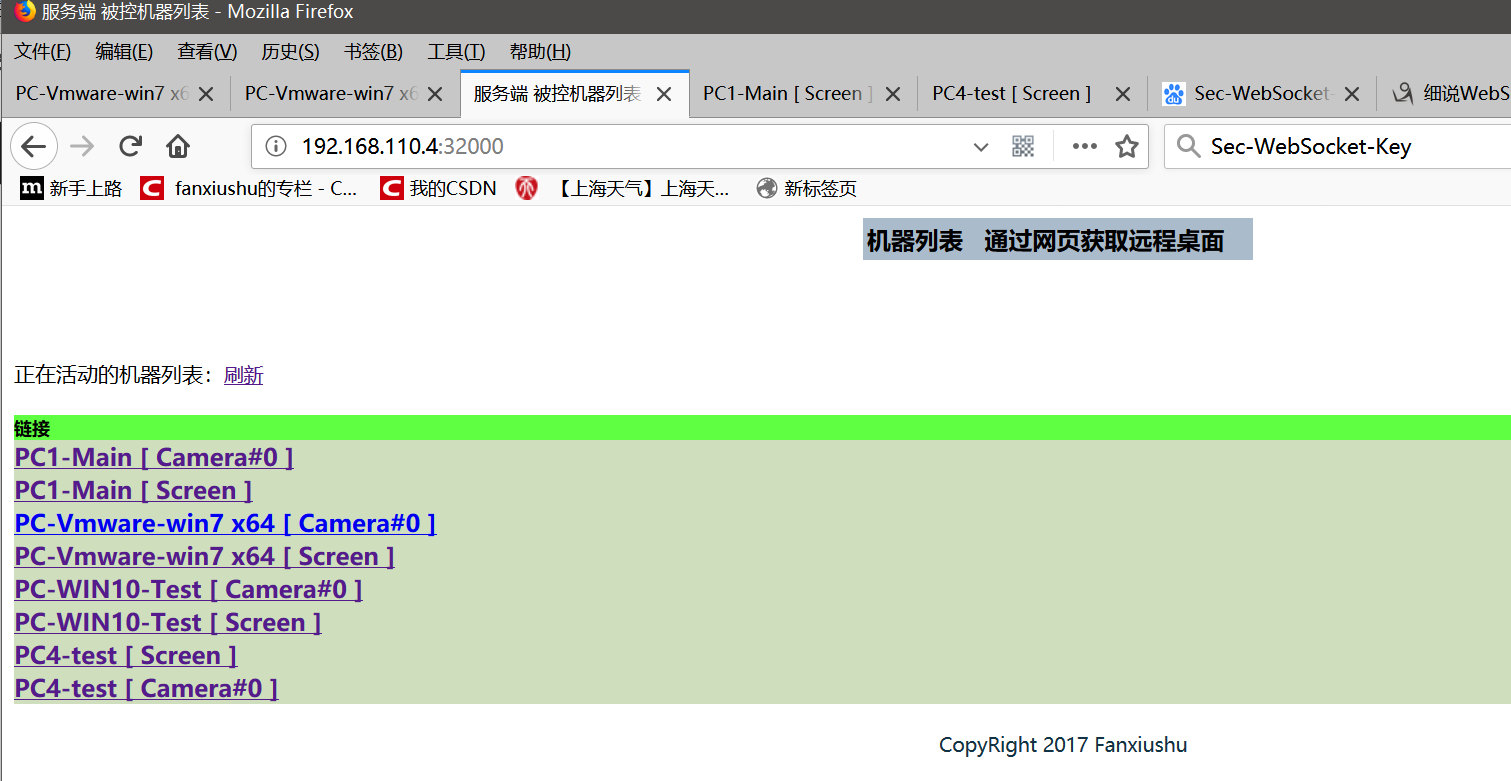 服务端 被控机器列表 - Mozilla Firefox
文件(F) 编辑(E) 查看(V) 历史(S) 书签(B) 工具(T) 帮助(H)
PC-Vmware-win7 x6 PC-Vmware-win7 x6 服务端 被控机器列表 PC1-Main [ Screen ] PC4-test [ Screen ] Sec-WebSocket- 细说WebS
192.168.110.4:32000 Sec-WebSocket-Key
新手上路 fanxiushu的专栏 - C... 我的CSDN 【上海天气】上海天... 新标签页
机器列表 通过网页获取远程桌面
正在活动的机器列表：刷新
链接
PC1-Main [ Camera#0 ]
PC1-Main [ Screen ]
PC-Vmware-win7 x64 [ Camera#0 ]
PC-Vmware-win7 x64 [ Screen ]
PC-WIN10-Test [ Camera#0 ]
PC-WIN10-Test [ Screen ]
PC4-test [ Screen ]
PC4-test [ Camera#0 ]
CopyRight 2017 Fanxiushu